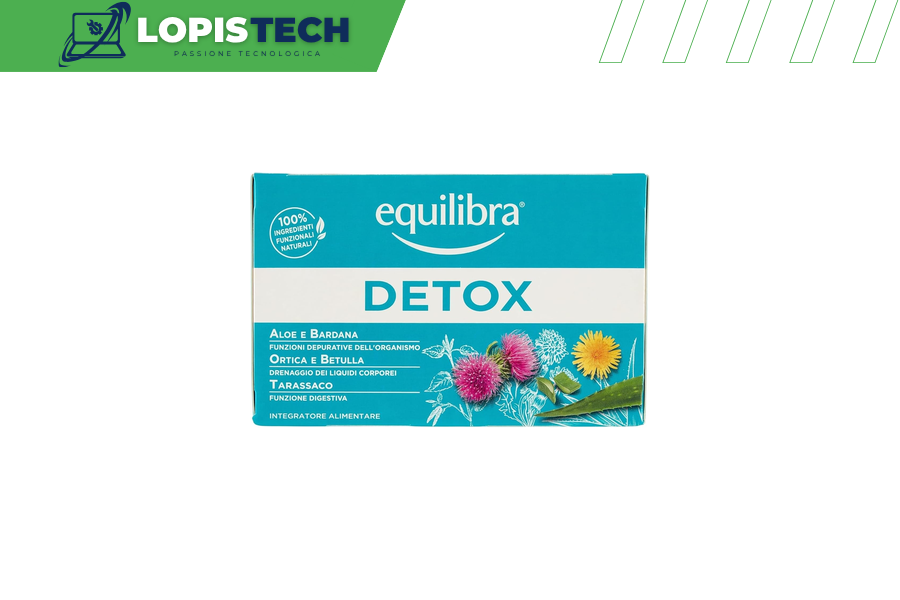 LOPISTECH
PASSIONE TECNOLOGICA
equilibra®
100%
INGREDIENTI
FUNZIONALI
NATURALI
DETOX
ALOE E BARDANA
FUNZIONI DEPURATIVE DELL'ORGANISMO
ORTICA E BETULLA
DRENAGGIO DEI LIQUIDI CORPOREI
TARASSACO
FUNZIONE DIGESTIVA
INTEGRATORE ALIMENTARE